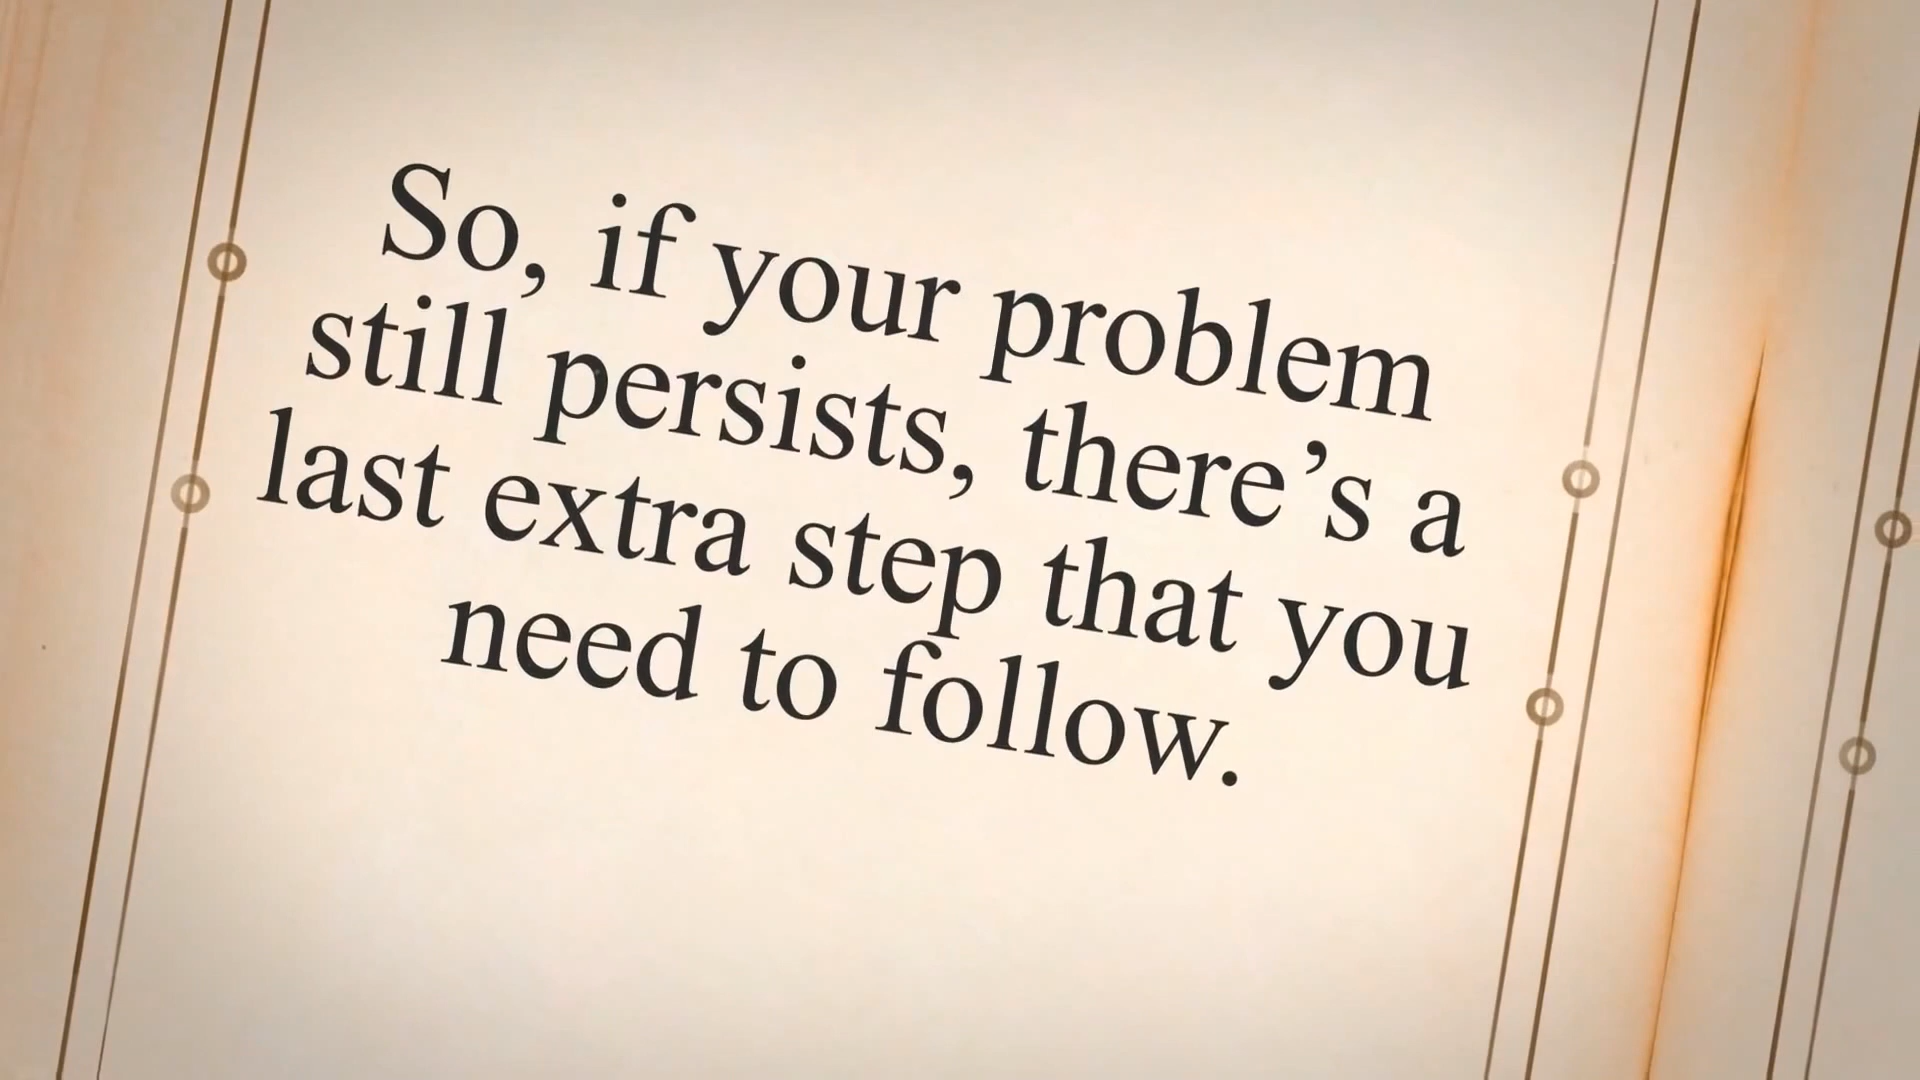 So, if your problem
still persists, there’s a
last extra step that you
need to follow.